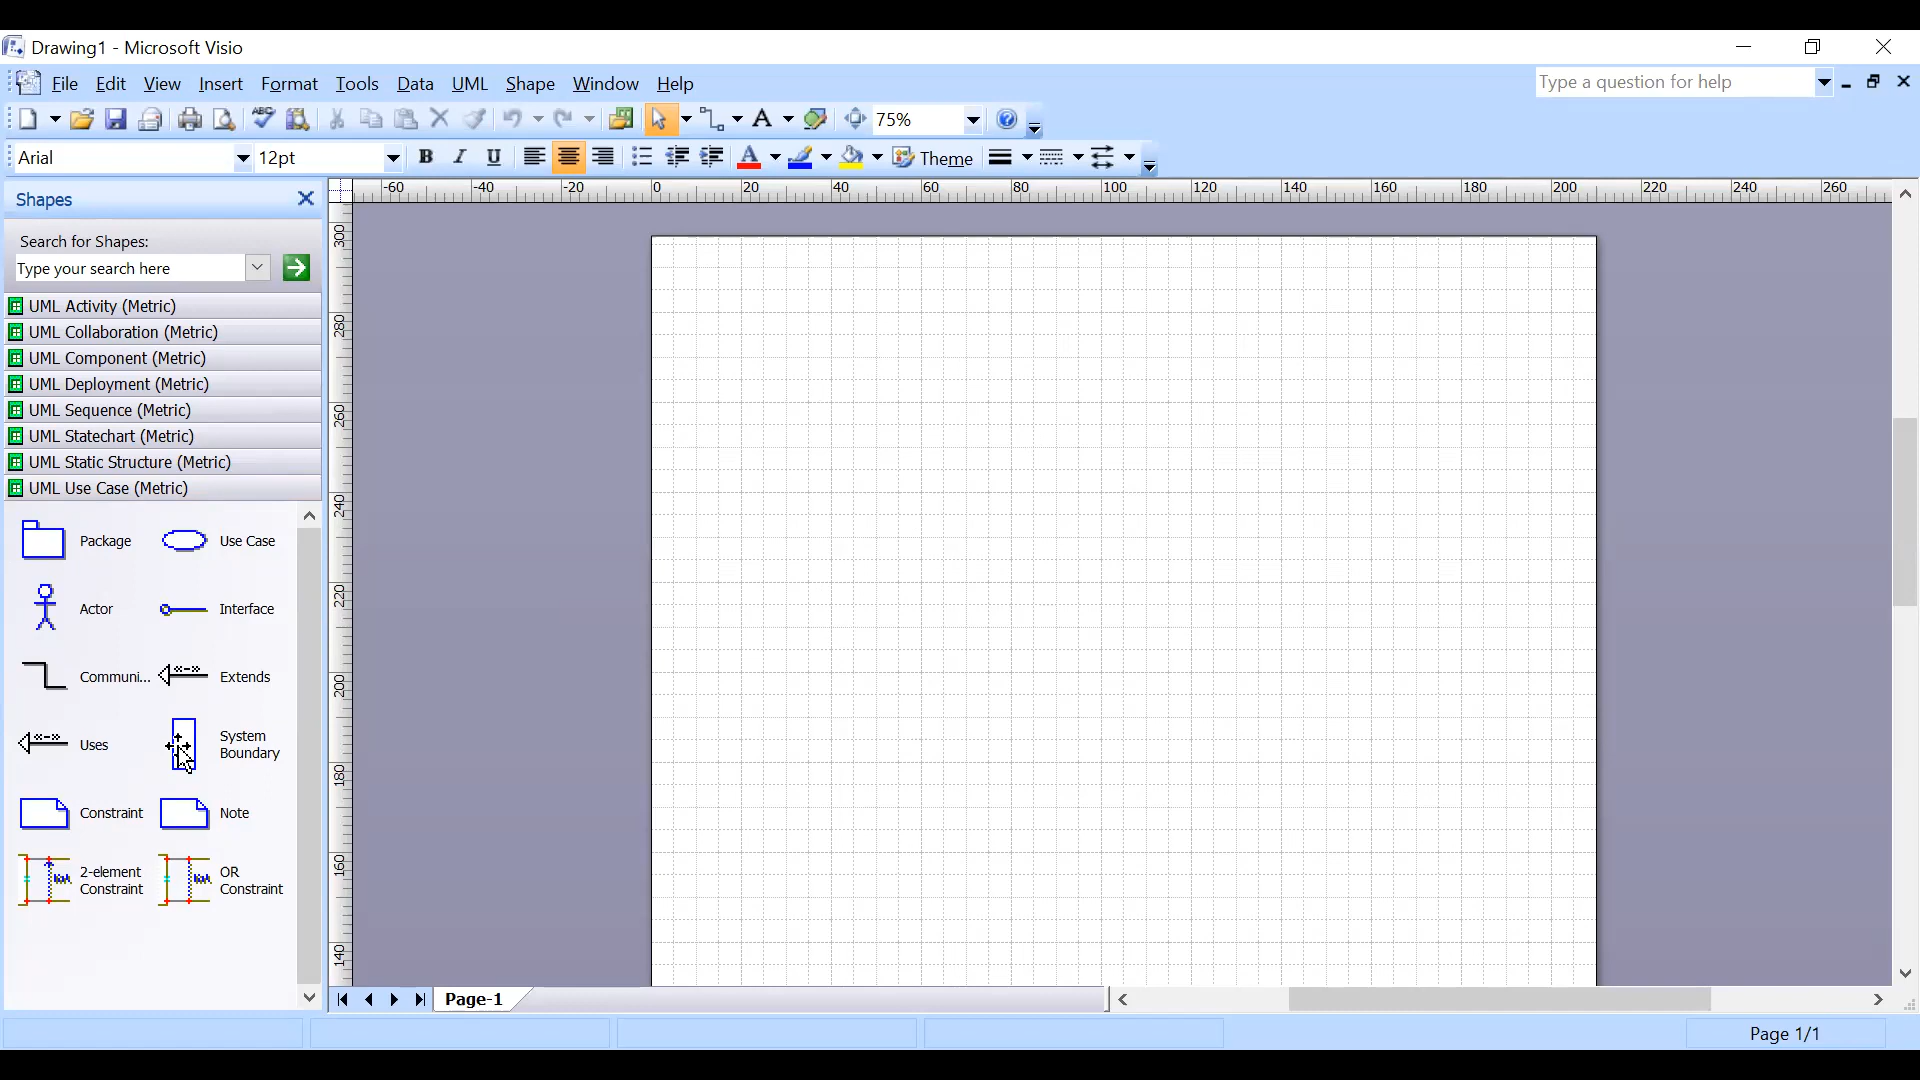 Drawing1 - Microsoft Visio
File Edit View Insert Format Tools Data UML Shape Window Help
Type a question for help
75%
Arial 12pt B I U Theme
Shapes
-60 -40 -20 0 20 40 60 80 100 120 140 160 180 200 220 240 260
Search for Shapes:
Type your search here
UML Activity (Metric)
UML Collaboration (Metric)
UML Component (Metric)
UML Deployment (Metric)
UML Sequence (Metric)
UML Statechart (Metric)
UML Static Structure (Metric)
UML Use Case (Metric)
Package Use Case
Actor Interface
Communi... Extends
Uses System Boundary
Constraint Note
2-element Constraint OR Constraint
300
280
260
240
220
200
180
160
140
Page-1
Page 1/1